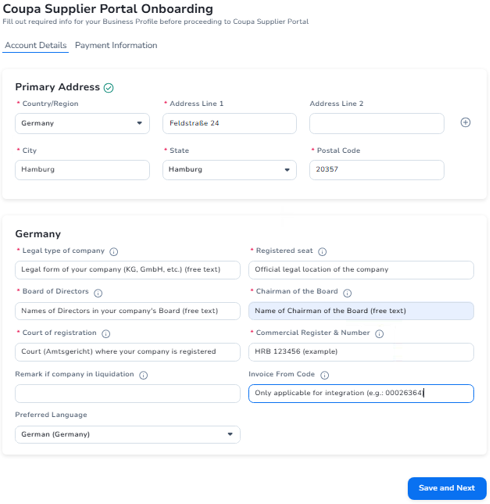 Coupa Supplier Portal Onboarding
Fill out required info for your Business Profile before proceeding to Coupa Supplier Portal
Account Details Payment Information
Primary Address
* Country/Region * Address Line 1 Address Line 2
Germany Feldstraße 24
* City * State * Postal Code
Hamburg Hamburg 20357
Germany
* Legal type of company * Registered seat
Legal form of your company (KG, GmbH, etc.) (free text) Official legal location of the company
* Board of Directors * Chairman of the Board
Names of Directors in your company's Board (free text) Name of Chairman of the Board (free text)
* Court of registration * Commercial Register & Number
Court (Amtsgericht) where your company is registered HRB 123456 (example)
Remark if company in liquidation Invoice From Code
Only applicable for integration (e.g.: 00026364)
Preferred Language
German (Germany)
Save and Next